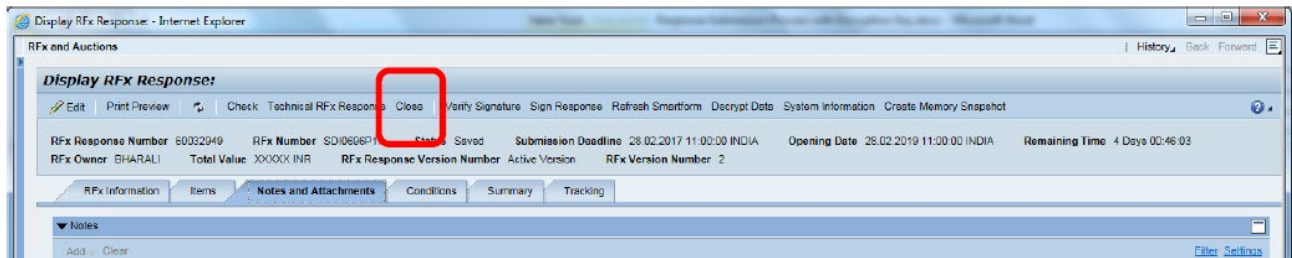 Display RFx Response: - Internet Explorer
RFx and Auctions | History Back Forward
Display RFx Response:
Edit | Print Preview | Check Technical RFx Response Close | Verify Signature Sign Response Refresh Smartform Decrypt Data System Information Create Memory Snapshot
RFx Response Number 60032949 RFx Number SDI0696P1 Status Saved Submission Deadline 28.02.2017 11:00:00 INDIA Opening Date 28.02.2019 11:00:00 INDIA Remaining Time 4 Days 00:46:03
RFx Owner BHARALI Total Value XXXXX INR RFx Response Version Number Active Version RFx Version Number 2
RFx Information Items Notes and Attachments Conditions Summary Tracking
Notes
Add Clear Filter Settings